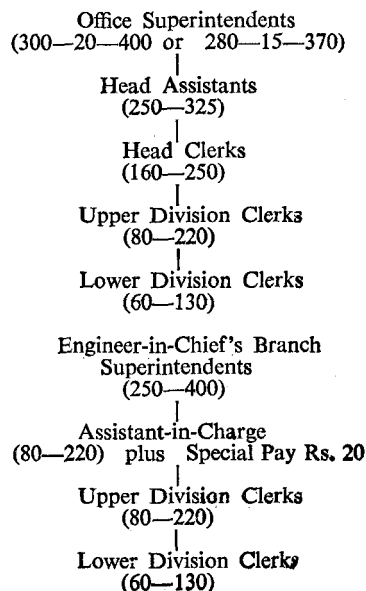 Office Superintendents
(300—20—400 or 280—15—370)
Head Assistants
(250—325)
Head Clerks
(160—250)
Upper Division Clerks
(80—220)
Lower Division Clerks
(60—130)
Engineer-in-Chief's Branch
Superintendents
(250—400)
Assistant-in-Charge
(80—220) plus Special Pay Rs. 20
Upper Division Clerks
(80—220)
Lower Division Clerks
(60—130)